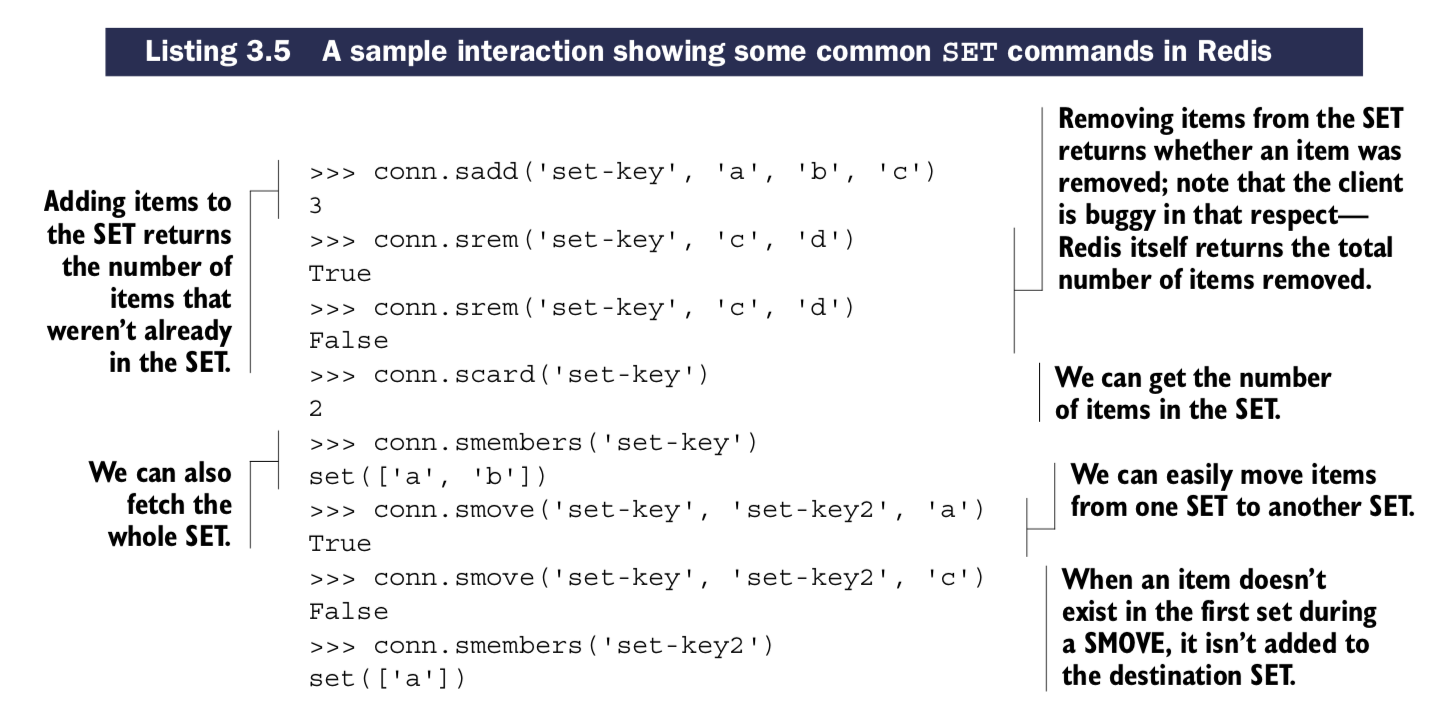 Listing 3.5 A sample interaction showing some common SET commands in Redis
Adding items to
the SET returns
the number of
items that
weren't already
in the SET.
>>> conn.sadd('set-key', 'a', 'b', 'c')
3
>>> conn.srem('set-key', 'c', 'd')
True
>>> conn.srem('set-key', 'c', 'd')
False
>>> conn.scard('set-key')
2
>>> conn.smembers('set-key')
set(['a', 'b'])
>>> conn.smove('set-key', 'set-key2', 'a')
True
>>> conn.smove('set-key', 'set-key2', 'c')
False
>>> conn.smembers('set-key2')
set(['a'])
Removing items from the SET
returns whether an item was
removed; note that the client
is buggy in that respect—
Redis itself returns the total
number of items removed.
We can get the number
of items in the SET.
We can also
fetch the
whole SET.
We can easily move items
from one SET to another SET.
When an item doesn't
exist in the first set during
a SMOVE, it isn't added to
the destination SET.